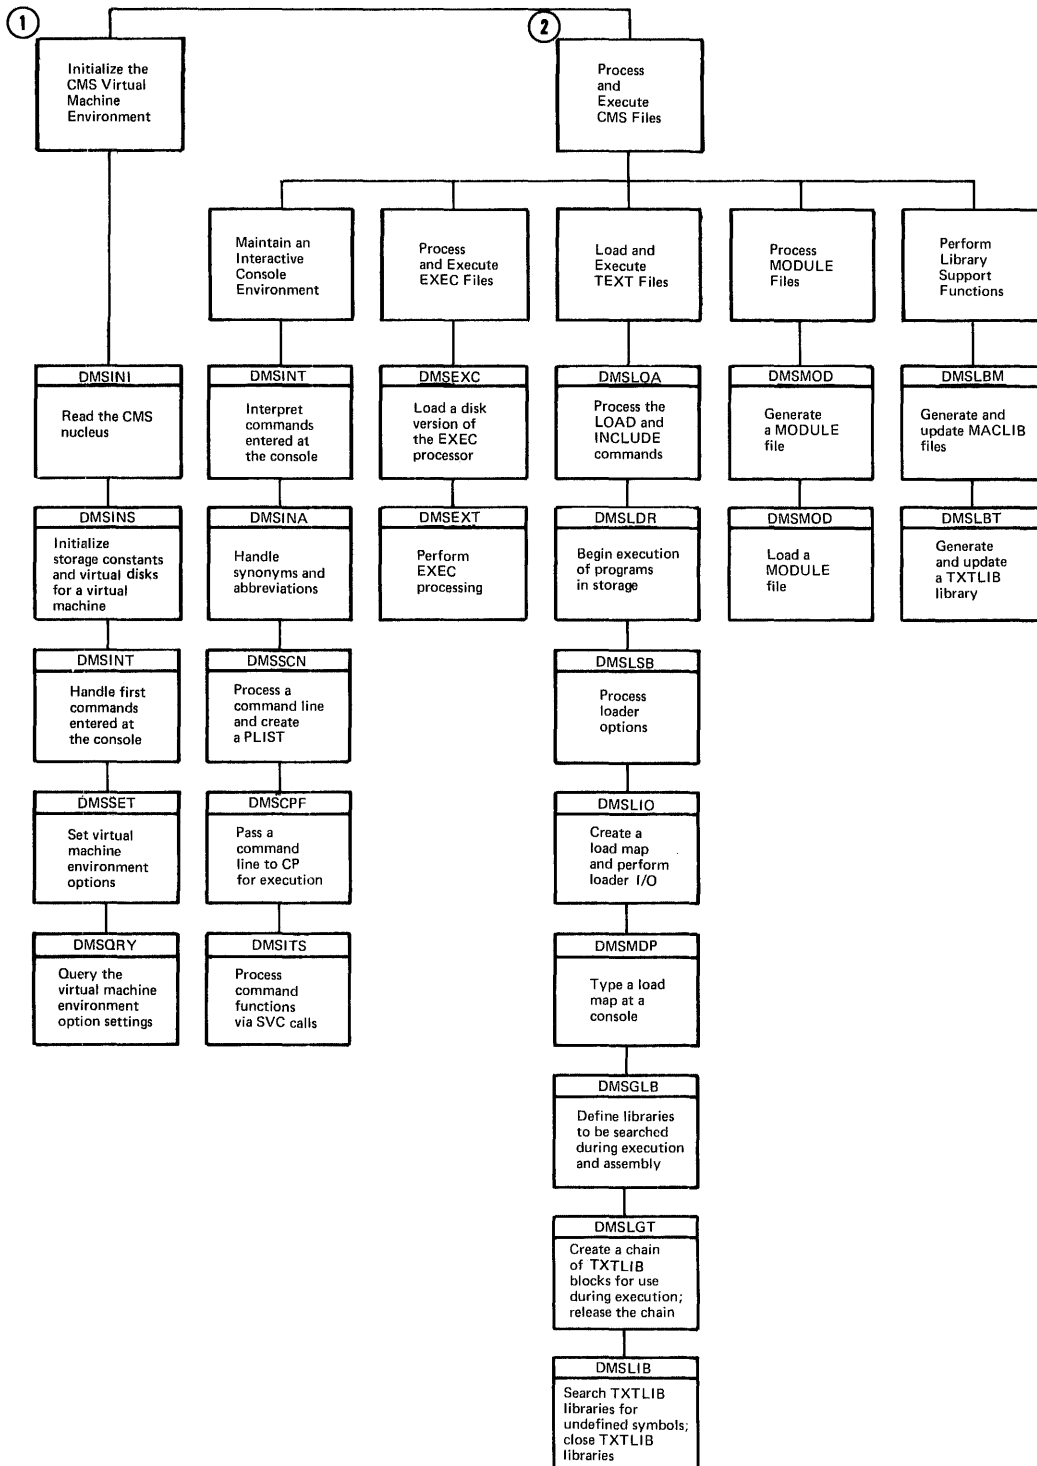 1
Initialize the
CMS Virtual
Machine
Environment
2
Process
and
Execute
CMS Files
Maintain an
Interactive
Console
Environment
Process
and Execute
EXEC Files
Load and
Execute
TEXT Files
Process
MODULE
Files
Perform
Library
Support
Functions
DMSINI
Read the CMS
nucleus
DMSINT
Interpret
commands
entered at
the console
DMSEXC
Load a disk
version of
the EXEC
processor
DMSLOA
Process the
LOAD and
INCLUDE
commands
DMSMOD
Generate
a MODULE
file
DMSLBM
Generate and
update MACLIB
files
DMSINS
Initialize
storage constants
and virtual disks
for a virtual
machine
DMSINA
Handle
synonyms and
abbreviations
DMSEXT
Perform
EXEC
processing
DMSLDR
Begin execution
of programs
in storage
DMSMOD
Load a
MODULE
file
DMSLBT
Generate
and update
a TXTLIB
library
DMSINT
Handle first
commands
entered at
the console
DMSSCN
Process a
command line
and create
a PLIST
DMSLSB
Process
loader
options
DMSSET
Set virtual
machine
environment
options
DMSCPF
Pass a
command
line to CP
for execution
DMSLIO
Create a
load map
and perform
loader I/O
DMSQRY
Query the
virtual machine
environment
option settings
DMSITS
Process
command
functions
via SVC calls
DMSMDP
Type a load
map at a
console
DMSGLB
Define libraries
to be searched
during execution
and assembly
DMSLGT
Create a chain
of TXTLIB
blocks for use
during execution;
release the chain
DMSLIB
Search TXTLIB
libraries for
undefined symbols;
close TXTLIB
libraries